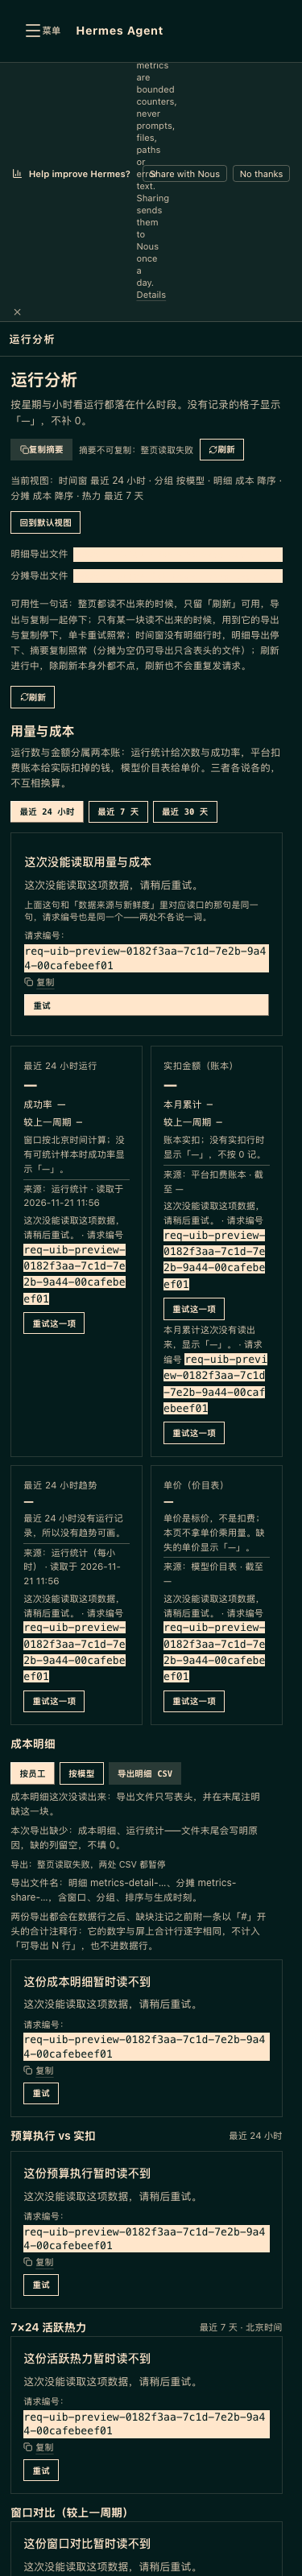 菜单
Hermes Agent
metrics
are
bounded
counters,
never
prompts,
files,
paths
or
Help improve Hermes?
error
Share with Nous
No thanks
text.
Sharing
sends
them
to
Nous
once
a
day.
Details
×
运行分析
运行分析
按星期与小时看运行都落在什么时段。没有记录的格子显示
「—」，不补 0。
复制摘要
摘要不可复制：整页读取失败
刷新
当前视图：时间窗 最近 24 小时 · 分组 按模型 · 明细 成本 降序 ·
分摊 成本 降序 · 热力 最近 7 天
回到默认视图
明细导出文件
分摊导出文件
可用性一句话：整页都读不出来的时候，只留「刷新」可用，导
出与复制一起停下；只有某一块读不出来的时候，用到它的导出
与复制停下，单卡重试照常；时间窗没有明细行时，明细导出停
下、摘要复制照常（分摊为空仍可导出只含表头的文件）；刷新
进行中，除刷新本身外都不点，刷新也不会重复发请求。
刷新
用量与成本
运行数与金额分属两本账：运行统计给次数与成功率，平台扣
费账本给实际扣掉的钱，模型价目表给单价。三者各说各的，
不互相换算。
最近 24 小时
最近 7 天
最近 30 天
这次没能读取用量与成本
这次没能读取这项数据，请稍后重试。
上面这句和「数据来源与新鲜度」里对应读口的那句是同一
句，请求编号也是同一个——两处不各说一词。
请求编号：
req-uib-preview-0182f3aa-7c1d-7e2b-9a4
4-00cafebeef01
复制
重试
最近 24 小时运行
—
成功率 —
较上一周期 —
窗口按北京时间计算；没
有可统计样本时成功率显
示「—」。
来源：运行统计 · 读取于
2026-11-21 11:56
这次没能读取这项数据，
请稍后重试。 · 请求编号
req-uib-preview-
0182f3aa-7c1d-7e
2b-9a44-00cafebe
ef01
重试这一项
实扣金额（账本）
—
本月累计 —
较上一周期 —
账本实扣；没有实扣行时
显示「—」，不按 0 记。
来源：平台扣费账本 · 截
至 —
这次没能读取这项数据，
请稍后重试。 · 请求编号
req-uib-preview-
0182f3aa-7c1d-7e
2b-9a44-00cafebe
ef01
重试这一项
本月累计这次没有读出
来，显示「—」。 · 请求
编号 req-uib-previ
ew-0182f3aa-7c1d
-7e2b-9a44-00caf
ebeef01
重试这一项
最近 24 小时趋势
—
最近 24 小时没有运行记
录，所以没有趋势可画。
来源：运行统计（每小
时） · 读取于 2026-11-
21 11:56
这次没能读取这项数据，
请稍后重试。 · 请求编号
req-uib-preview-
0182f3aa-7c1d-7e
2b-9a44-00cafebe
ef01
重试这一项
单价（价目表）
—
单价是标价，不是扣费；
本页不拿单价乘用量。缺
失的单价显示「—」。
来源：模型价目表 · 截至
—
这次没能读取这项数据，
请稍后重试。 · 请求编号
req-uib-preview-
0182f3aa-7c1d-7e
2b-9a44-00cafebe
ef01
重试这一项
成本明细
按员工
按模型
导出明细 CSV
成本明细这次没读出来：导出文件只写表头，并在末尾注明
缺这一块。
本次导出缺少：成本明细、运行统计——文件末尾会写明原
因，缺的列留空，不填 0。
导出：整页读取失败，两处 CSV 都暂停
导出文件名：明细 metrics-detail-…、分摊 metrics-
share-…，含窗口、分组、排序与生成时刻。
两份导出都会在数据行之后、缺块注记之前附一条以「#」开
头的合计注释行：它的数字与屏上合计行逐字相同，不计入
「可导出 N 行」，也不进数据行。
这份成本明细暂时读不到
这次没能读取这项数据，请稍后重试。
请求编号：
req-uib-preview-0182f3aa-7c1d-7e2b-9a4
4-00cafebeef01
复制
重试
预算执行 vs 实扣
最近 24 小时
这份预算执行暂时读不到
这次没能读取这项数据，请稍后重试。
请求编号：
req-uib-preview-0182f3aa-7c1d-7e2b-9a4
4-00cafebeef01
复制
重试
7×24 活跃热力
最近 7 天 · 北京时间
这份活跃热力暂时读不到
这次没能读取这项数据，请稍后重试。
请求编号：
req-uib-preview-0182f3aa-7c1d-7e2b-9a4
4-00cafebeef01
复制
重试
窗口对比（较上一周期）
这份窗口对比暂时读不到
这次没能读取这项数据，请稍后重试。